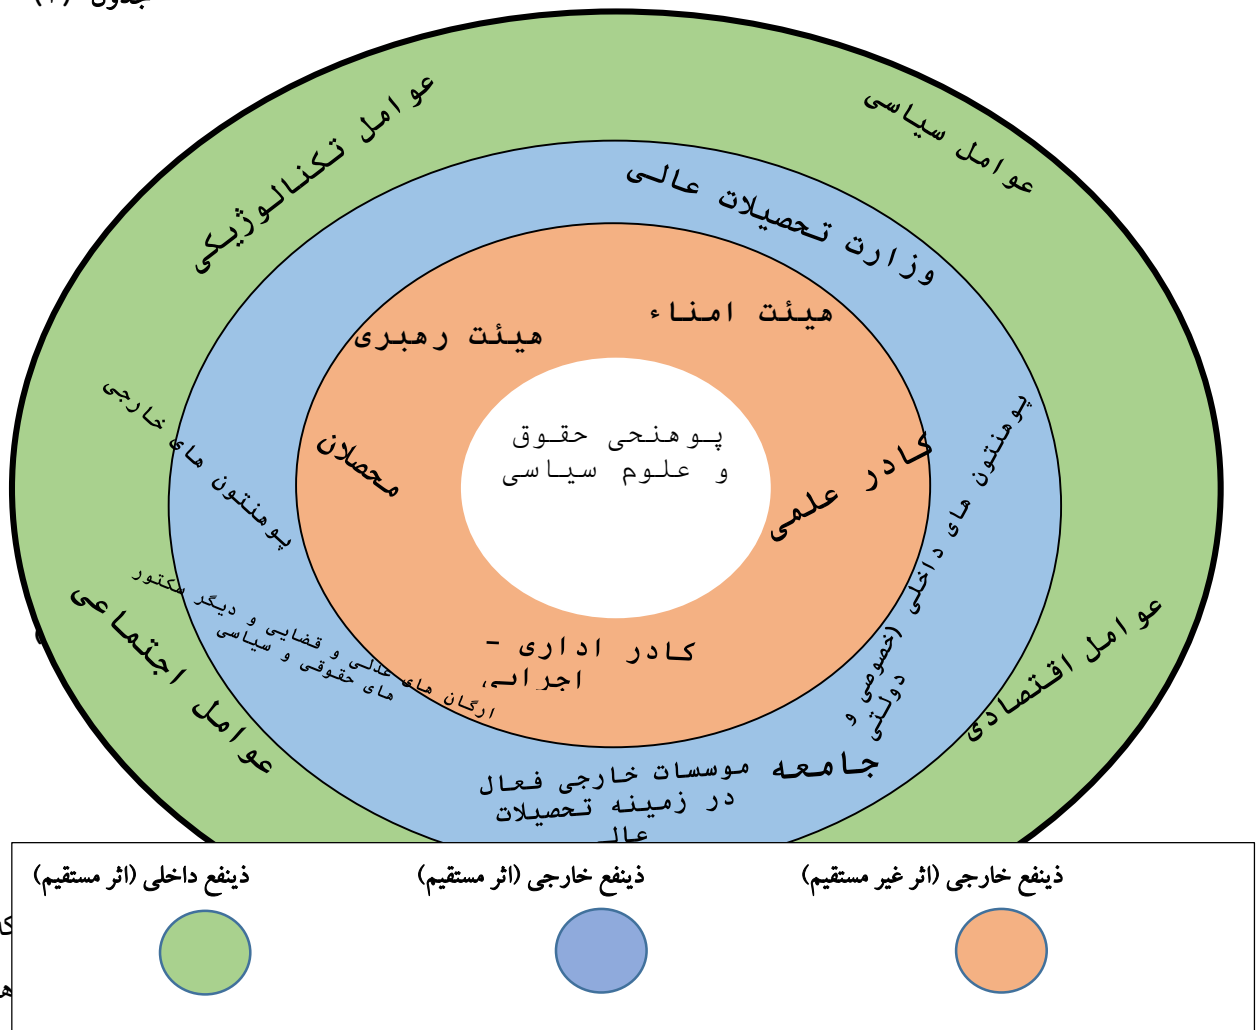 جدول
عوامل تکنالوژیکی
عوامل سیاسی
وزارت تحصیلات عالی
هیئت امناء
هیئت رهبری
پوهنتون های خارجی
پوهنتون های داخلی (خصوصی و
دولتی
محصلان
پوهنحی حقوق
و علوم سیاسی
کادر علمی
ارگان های عدلی و قضایی و دیگر سکتور
های حقوقی و سیاسی
عوامل اجتماعی
عوامل اقتصادی
کادر اداری -
اجرایی
جامعه
موسسات خارجی فعال
در زمینه تحصیلات
عالی
ذینفع خارجی (اثر غیر مستقیم)
ذینفع خارجی (اثر مستقیم)
ذینفع داخلی (اثر مستقیم)